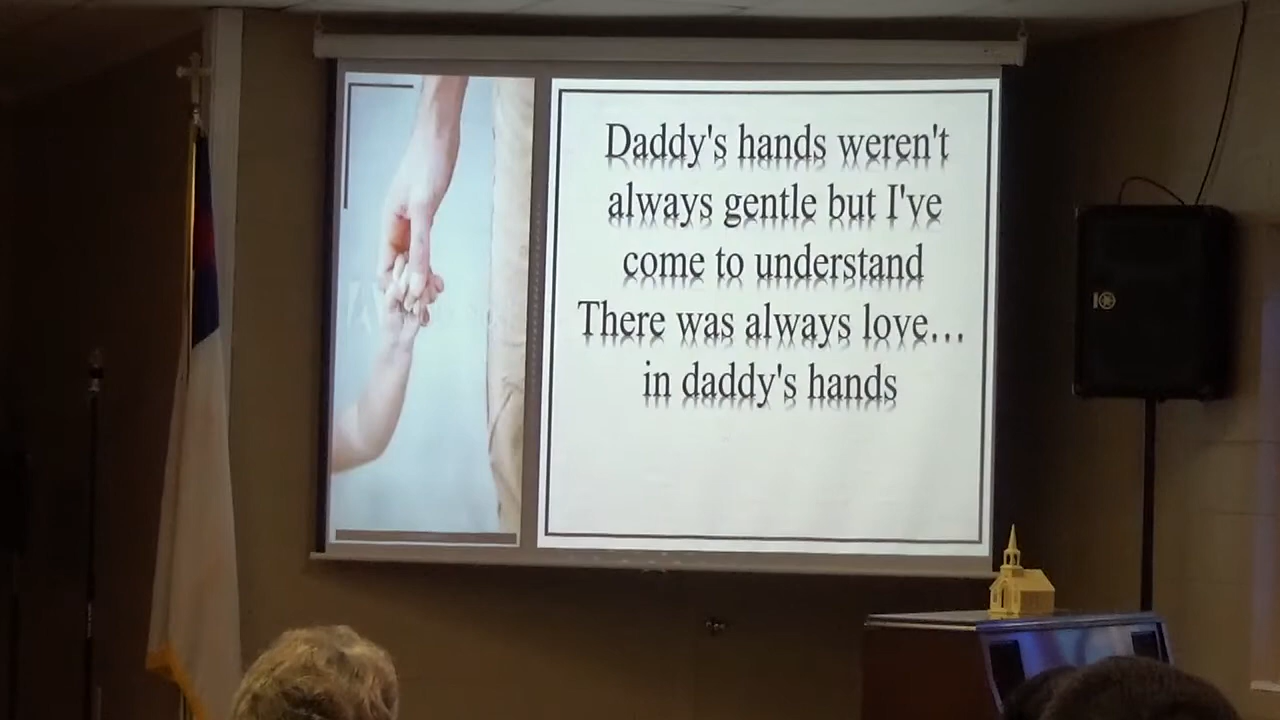 Daddy's hands weren't
always gentle but I've
come to understand
There was always love...
in daddy's hands